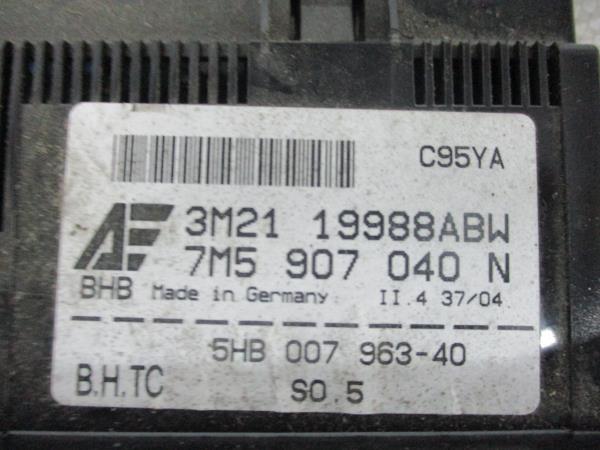 C95YA
AE 3M21 19988ABW
7M5 907 040 N
BHB Made in Germany II.4 37/04
5HB 007 963-40
B.H.TC SO.5